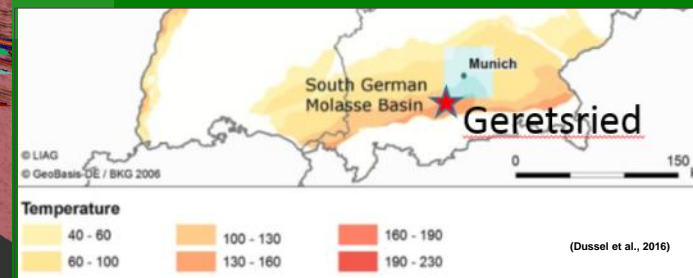 Munich
South German
Molasse Basin
Geretsried
© LIAG
© GeoBasis-DE / BKG 2006
0 150
Temperature
40 - 60 100 - 130 160 - 190
60 - 100 130 - 160 190 - 230
(Dussel et al., 2016)